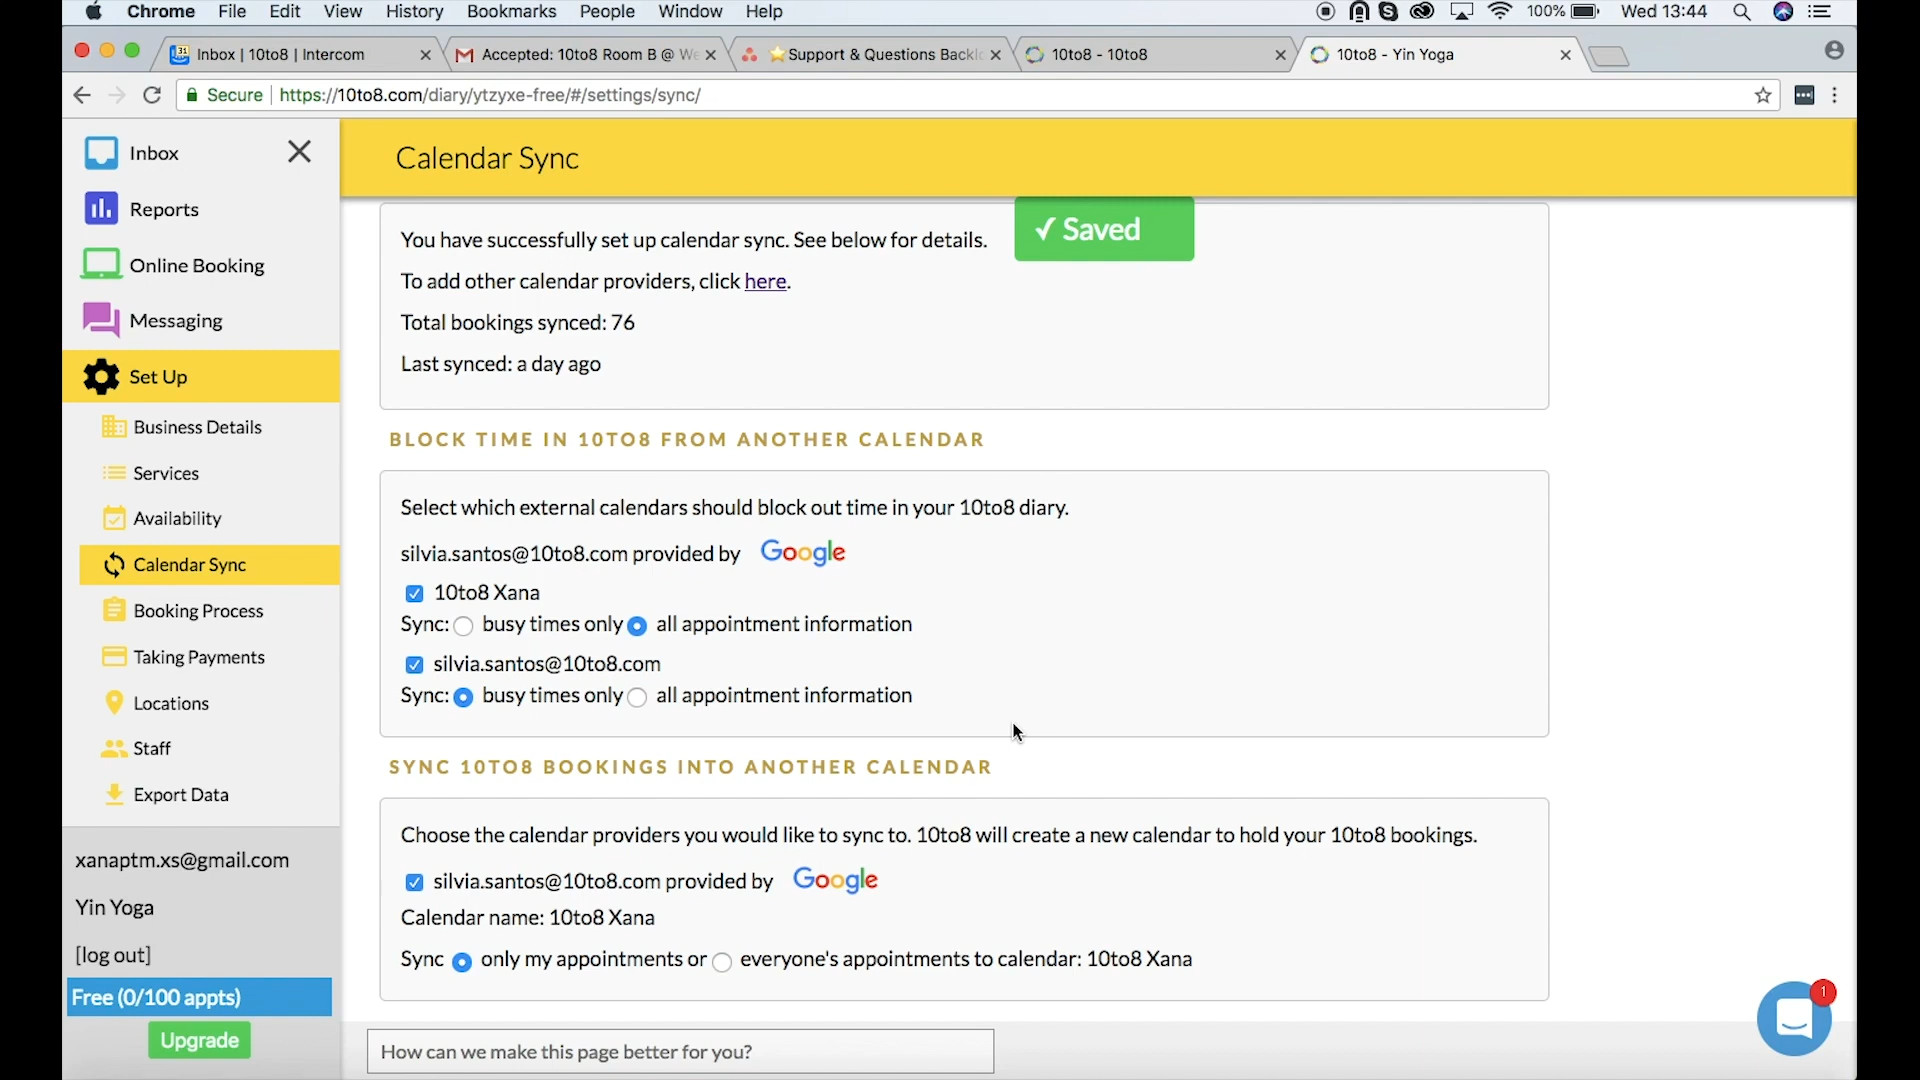 Chrome File Edit View History Bookmarks People Window Help 100% Wed 13:44
Inbox | 10to8 | Intercom
Accepted: 10to8 Room B @ We
Support & Questions Backl
10to8 - 10to8
10to8 - Yin Yoga
Secure https://10to8.com/diary/ytzyxe-free/#/settings/sync/
Inbox
Reports
Online Booking
Messaging
Set Up
Business Details
Services
Availability
Calendar Sync
Booking Process
Taking Payments
Locations
Staff
Export Data
xanaptm.xs@gmail.com
Yin Yoga
[log out]
Free (0/100 appts)
Upgrade
Calendar Sync
✓ Saved
You have successfully set up calendar sync. See below for details.
To add other calendar providers, click here.
Total bookings synced: 76
Last synced: a day ago
BLOCK TIME IN 10TO8 FROM ANOTHER CALENDAR
Select which external calendars should block out time in your 10to8 diary.
silvia.santos@10to8.com provided by Google
10to8 Xana
Sync: busy times only all appointment information
silvia.santos@10to8.com
Sync: busy times only all appointment information
SYNC 10TO8 BOOKINGS INTO ANOTHER CALENDAR
Choose the calendar providers you would like to sync to. 10to8 will create a new calendar to hold your 10to8 bookings.
silvia.santos@10to8.com provided by Google
Calendar name: 10to8 Xana
Sync only my appointments or everyone's appointments to calendar: 10to8 Xana
How can we make this page better for you?
1